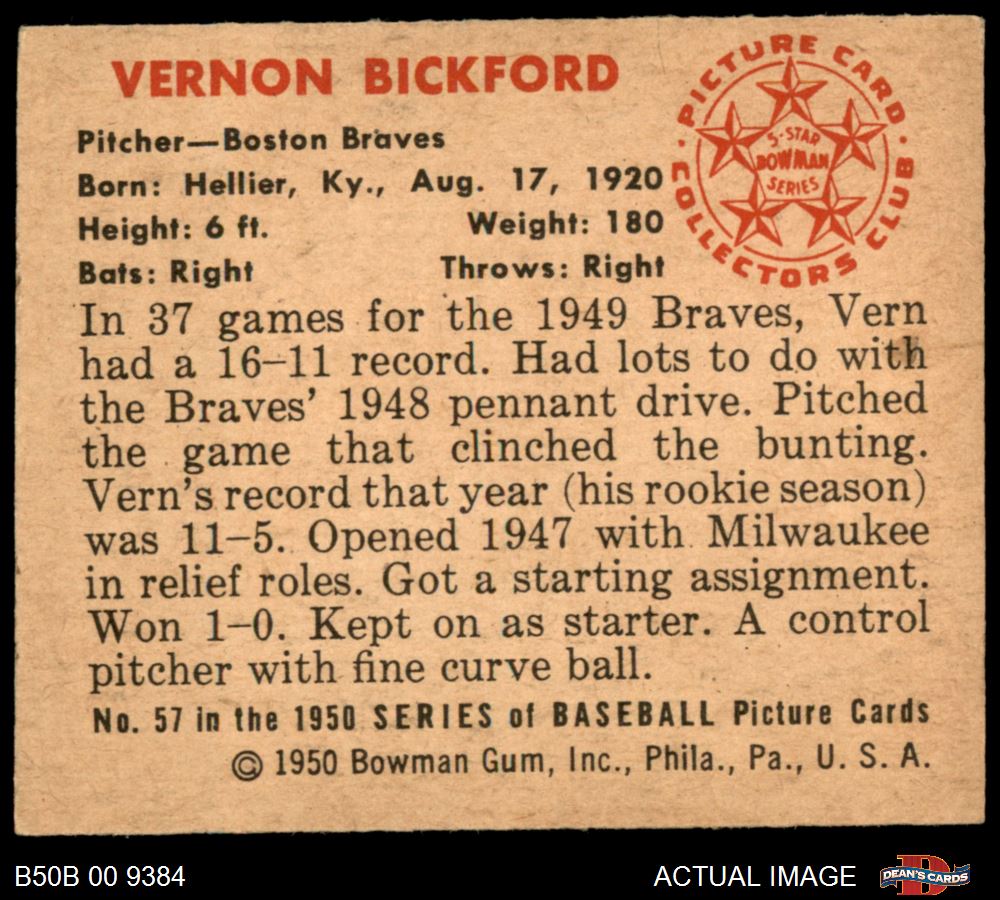 VERNON BICKFORD
Pitcher—Boston Braves
Born: Hellier, Ky., Aug. 17, 1920
Height: 6 ft. Weight: 180
Bats: Right Throws: Right
PICTURE CARD
COLLECTORS CLUB
5-STAR
BOWMAN
SERIES
In 37 games for the 1949 Braves, Vern
had a 16–11 record. Had lots to do with
the Braves' 1948 pennant drive. Pitched
the game that clinched the bunting.
Vern's record that year (his rookie season)
was 11–5. Opened 1947 with Milwaukee
in relief roles. Got a starting assignment.
Won 1–0. Kept on as starter. A control
pitcher with fine curve ball.
No. 57 in the 1950 SERIES of BASEBALL Picture Cards
© 1950 Bowman Gum, Inc., Phila., Pa., U. S. A.
B50B 00 9384
ACTUAL IMAGE
D
DEAN'S CARDS